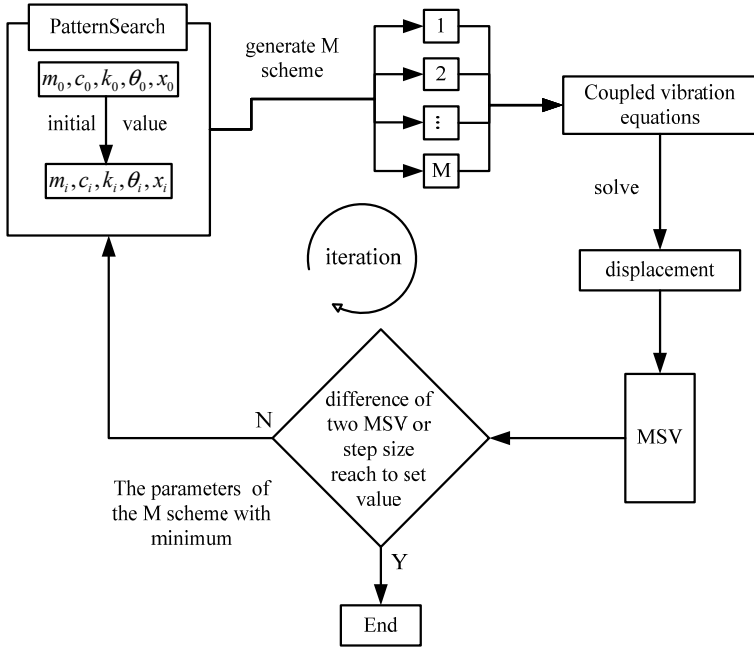 PatternSearch
m₀,c₀,k₀,θ₀,x₀
initial value
mᵢ,cᵢ,kᵢ,θᵢ,xᵢ
generate M
scheme
1
2
...
M
Coupled vibration
equations
solve
displacement
MSV
iteration
difference of
two MSV or
step size
reach to set
value
N
The parameters of
the M scheme with
minimum
Y
End